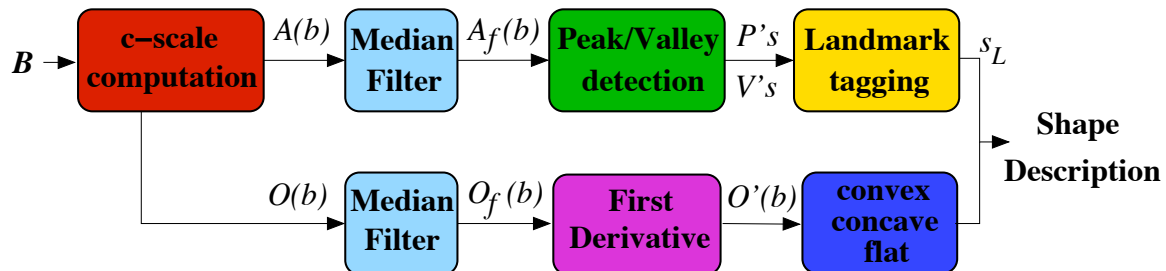 B
c-scale
computation
A(b)
Median
Filter
A_f(b)
Peak/Valley
detection
P's
V's
Landmark
tagging
s_L
Shape
Description
O(b)
Median
Filter
O_f(b)
First
Derivative
O'(b)
convex
concave
flat